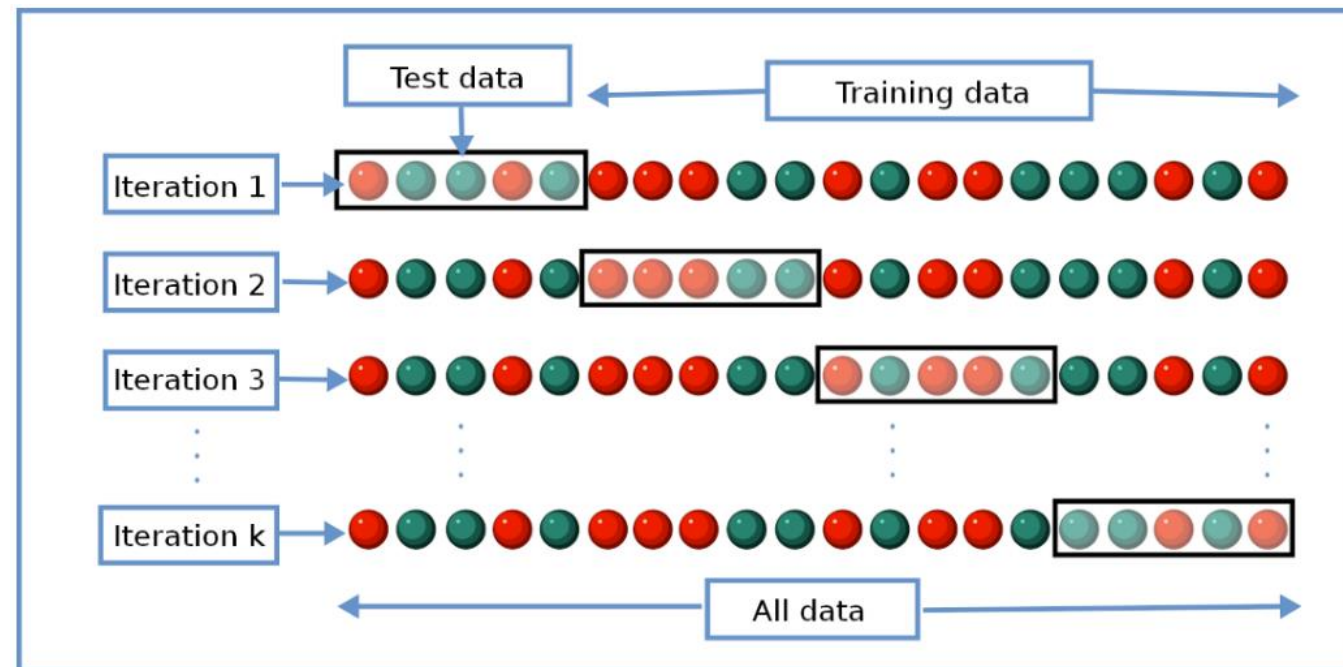 Test data
Training data
Iteration 1
Iteration 2
Iteration 3
Iteration k
All data